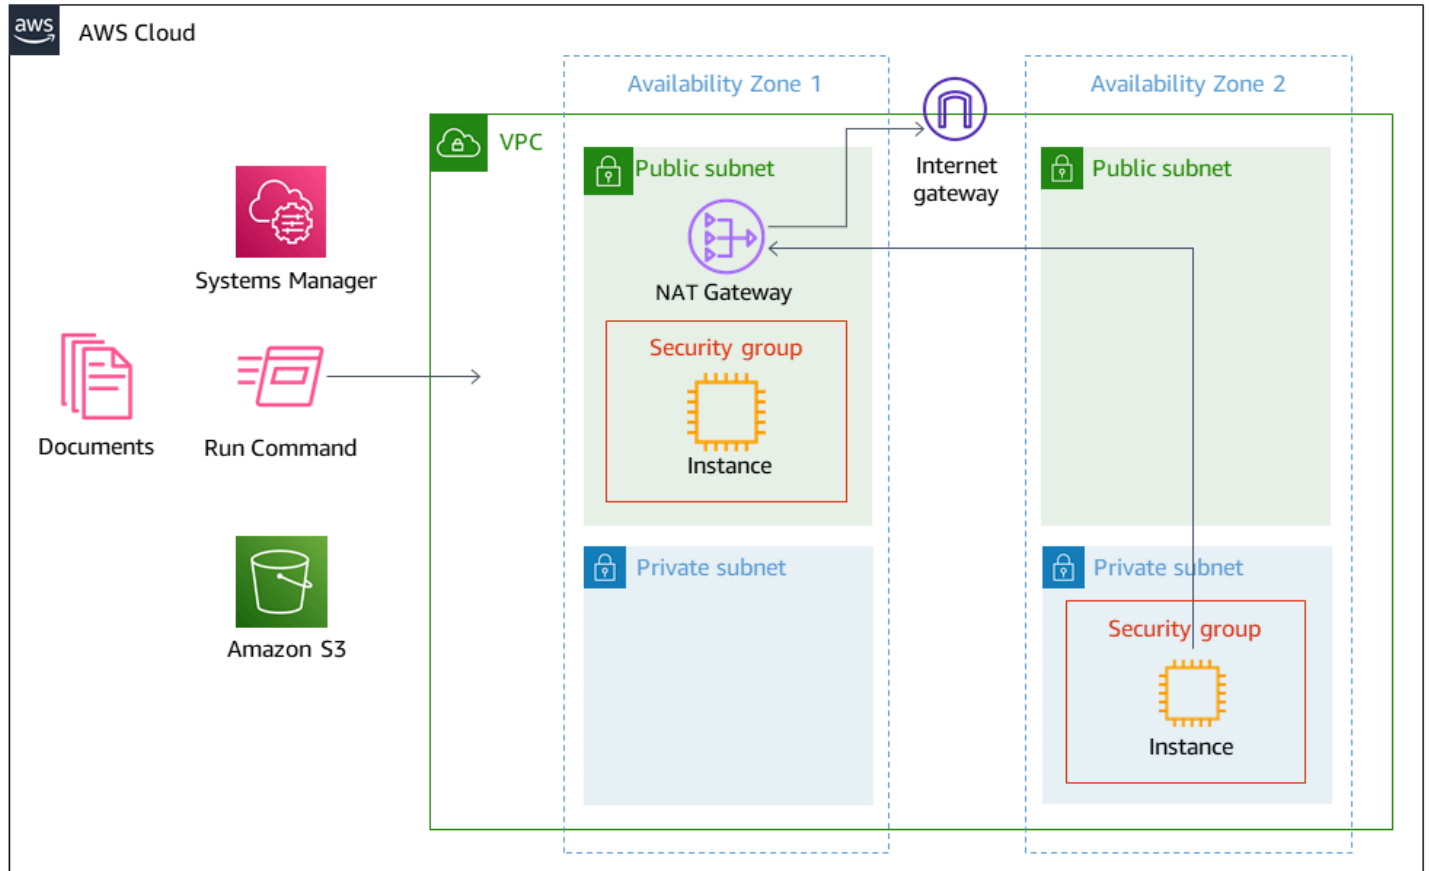 aws
AWS Cloud
Availability Zone 1
Availability Zone 2
VPC
Public subnet
Internet
gateway
Public subnet
Systems Manager
NAT Gateway
Security group
Instance
Documents
Run Command
Private subnet
Private subnet
Amazon S3
Security group
Instance